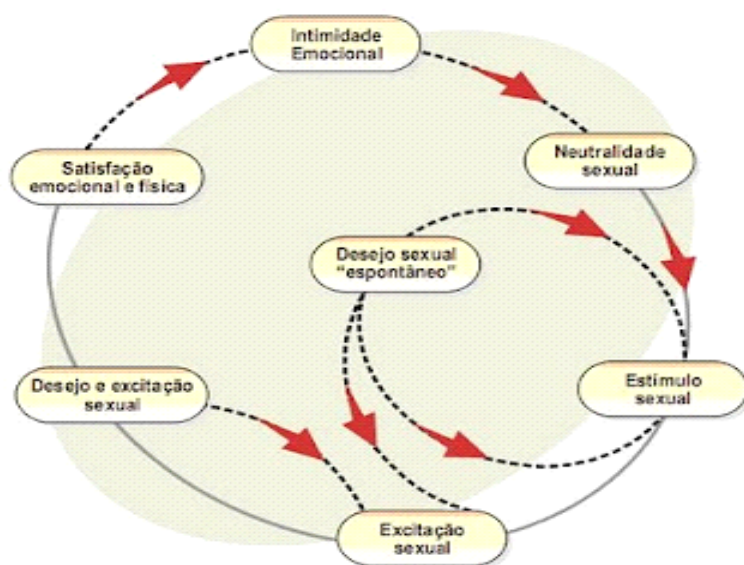 Intimidade
Emocional
Neutralidade
sexual
Satisfação
emocional e física
Desejo sexual
"espontâneo"
Estímulo
sexual
Desejo e excitação
sexual
Excitação
sexual